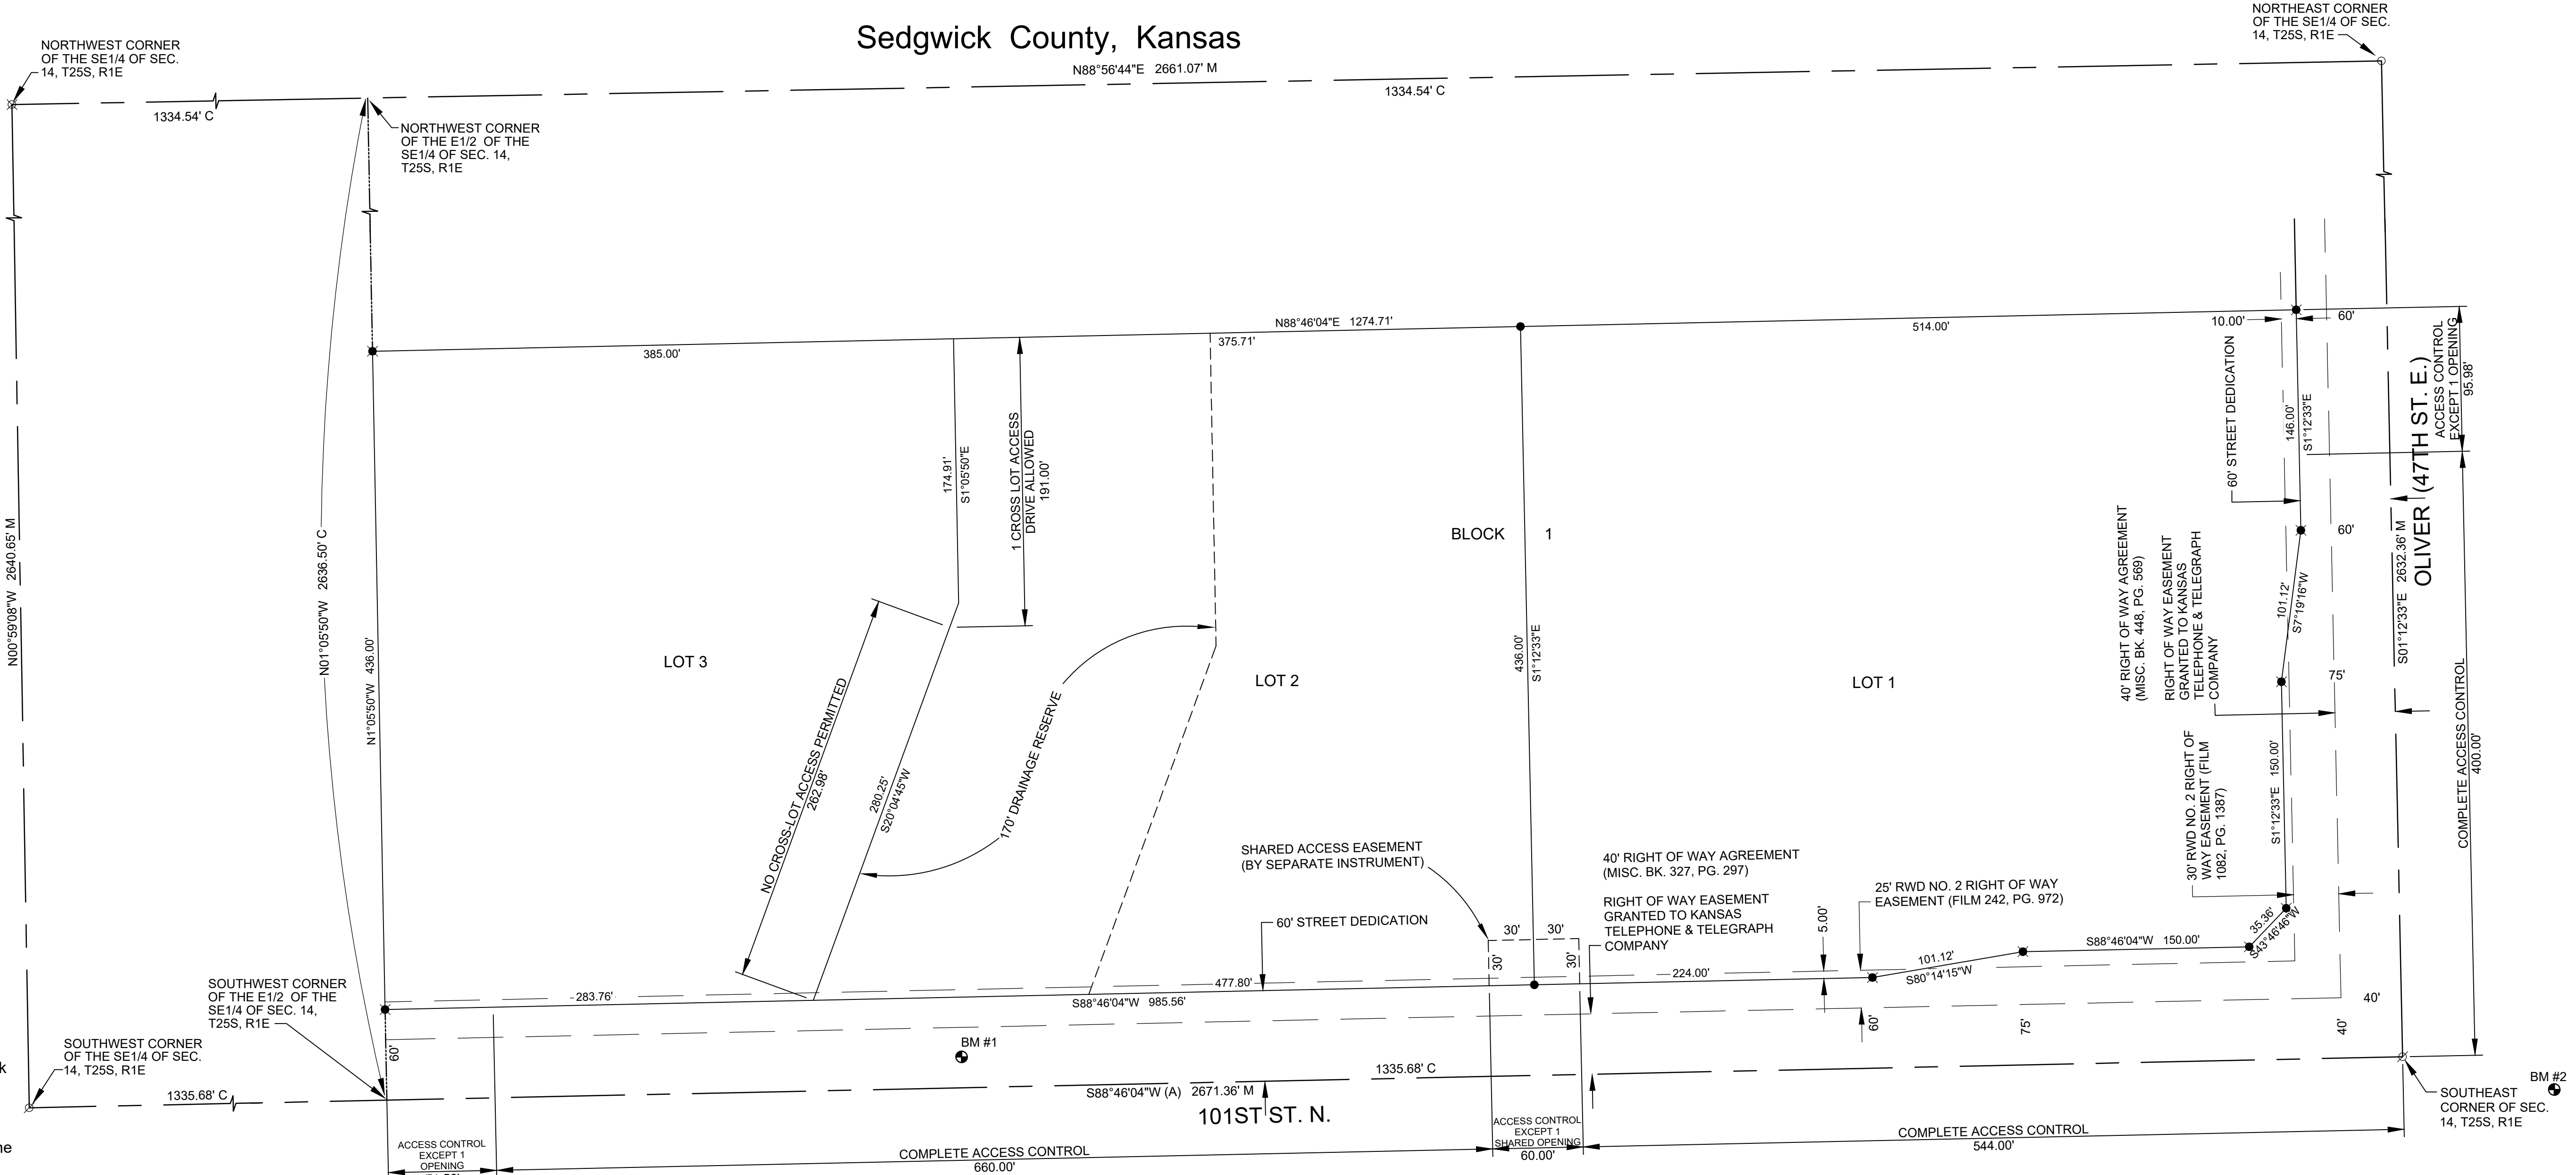 Sedgwick County, Kansas
NORTHWEST CORNER
OF THE SE1/4 OF SEC.
14, T25S, R1E
NORTHEAST CORNER
OF THE SE1/4 OF SEC.
14, T25S, R1E
N88°56'44"E 2661.07' M
1334.54' C
1334.54' C
NORTHWEST CORNER
OF THE E1/2 OF THE
SE1/4 OF SEC. 14,
T25S, R1E
N88°46'04"E 1274.71'
385.00'
375.71'
514.00'
10.00'
60'
ACCESS CONTROL
EXCEPT 1 OPENING
95.98'
60' STREET DEDICATION
146.00'
S1°12'33"E
OLIVER (47TH ST. E.)
174.91'
S1°05'50"E
1 CROSS LOT ACCESS
DRIVE ALLOWED
191.00'
BLOCK 1
N00°59'08"W 2640.65' M
N01°05'50"W 2636.50' C
N1°05'50"W 436.00'
LOT 3
LOT 2
LOT 1
436.00'
S1°12'33"E
40' RIGHT OF WAY AGREEMENT
(MISC. BK. 448, PG. 569)
RIGHT OF WAY EASEMENT
GRANTED TO KANSAS
TELEPHONE & TELEGRAPH
COMPANY
60'
101.12'
S7°19'16"W
75'
S01°12'33"E 2632.36' M
COMPLETE ACCESS CONTROL
400.00'
NO CROSS-LOT ACCESS PERMITTED
262.98'
280.25'
S20°04'45"W
170' DRAINAGE RESERVE
30' RWD NO. 2 RIGHT OF
WAY EASEMENT (FILM
1082, PG. 1387)
S1°12'33"E 150.00'
SHARED ACCESS EASEMENT
(BY SEPARATE INSTRUMENT)
40' RIGHT OF WAY AGREEMENT
(MISC. BK. 327, PG. 297)
RIGHT OF WAY EASEMENT
GRANTED TO KANSAS
TELEPHONE & TELEGRAPH
COMPANY
25' RWD NO. 2 RIGHT OF WAY
EASEMENT (FILM 242, PG. 972)
60' STREET DEDICATION
30'
30'
30'
30'
5.00'
35.36'
S43°46'46"W
S88°46'04"W 150.00'
101.12'
S80°14'15"W
224.00'
477.80'
283.76'
S88°46'04"W 985.56'
SOUTHWEST CORNER
OF THE E1/2 OF THE
SE1/4 OF SEC. 14,
T25S, R1E
SOUTHWEST CORNER
OF THE SE1/4 OF SEC.
14, T25S, R1E
60'
BM #1
60'
75'
40'
40'
1335.68' C
1335.68' C
S88°46'04"W (A) 2671.36' M
101ST ST. N.
BM #2
SOUTHEAST
CORNER OF SEC.
14, T25S, R1E
ACCESS CONTROL
EXCEPT 1
OPENING
COMPLETE ACCESS CONTROL
660.00'
ACCESS CONTROL
EXCEPT 1
SHARED OPENING
60.00'
COMPLETE ACCESS CONTROL
544.00'